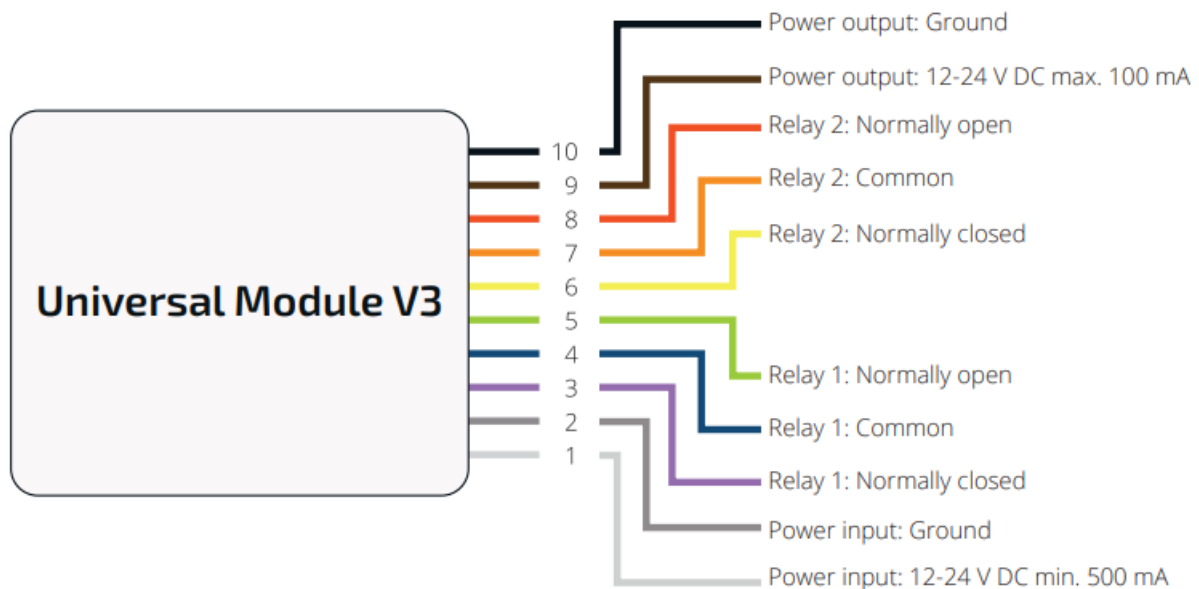 Universal Module V3
10
9
8
7
6
5
4
3
2
1
Power output: Ground
Power output: 12-24 V DC max. 100 mA
Relay 2: Normally open
Relay 2: Common
Relay 2: Normally closed
Relay 1: Normally open
Relay 1: Common
Relay 1: Normally closed
Power input: Ground
Power input: 12-24 V DC min. 500 mA